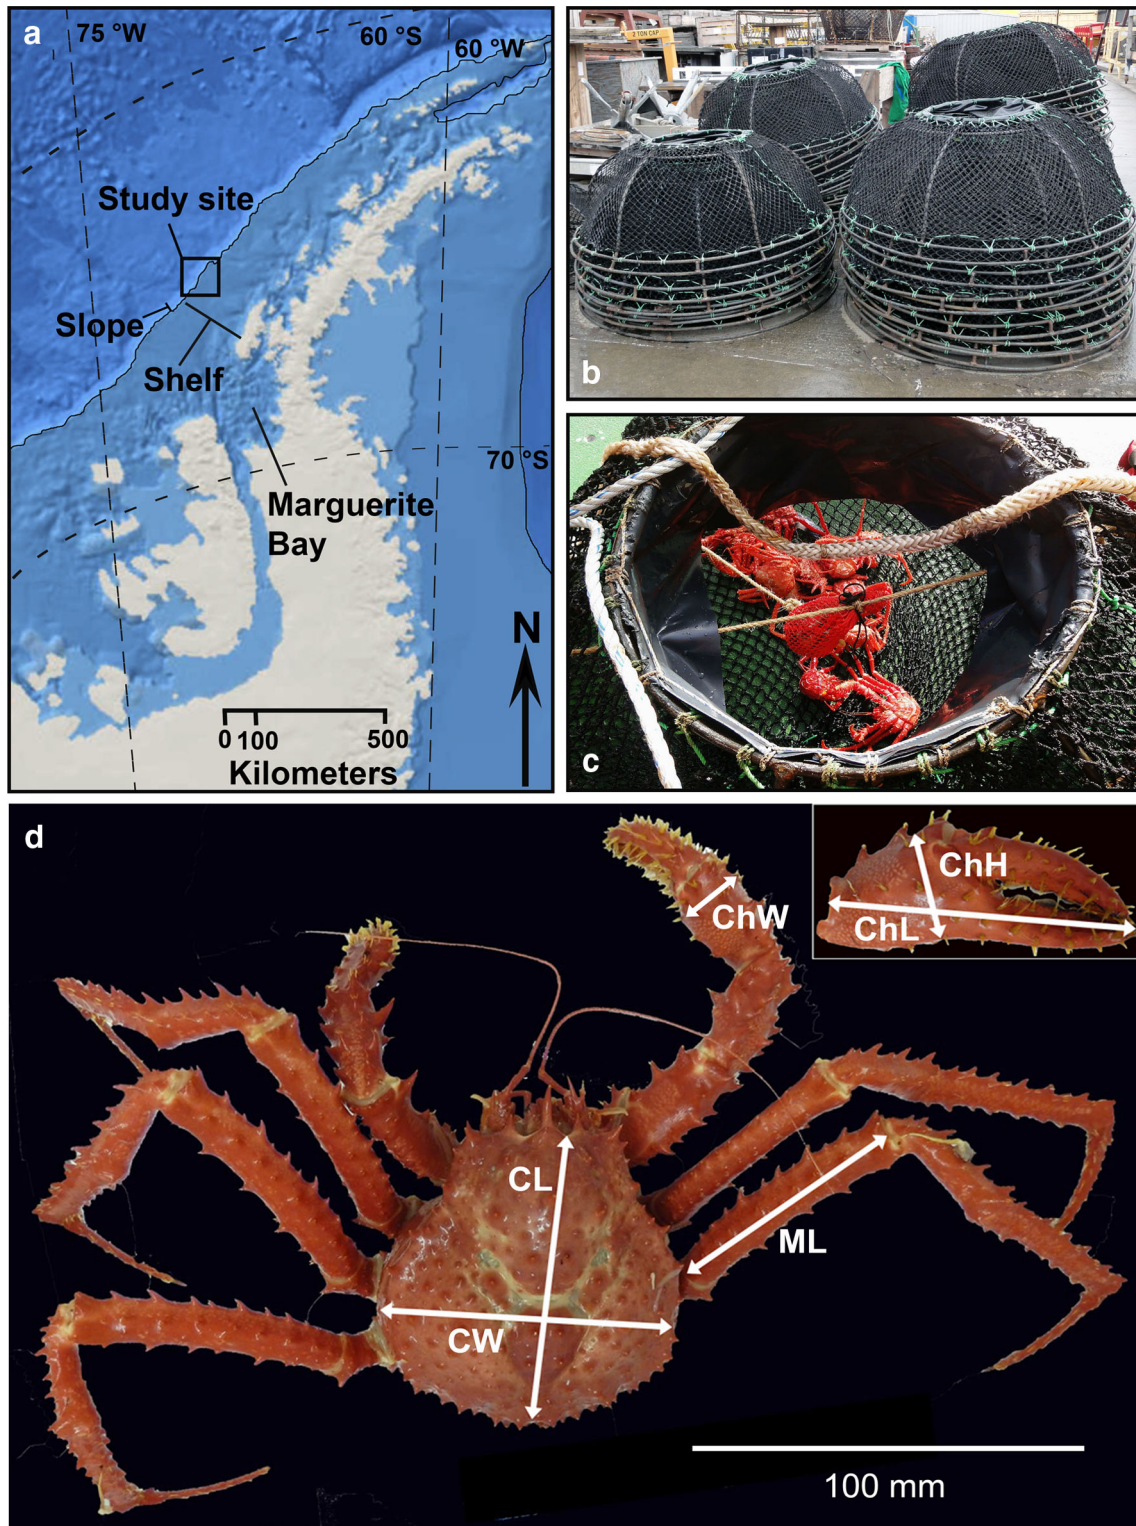 a
75 °W
60 °S
60 °W
Study site
Slope
Shelf
70 °S
Marguerite
Bay
N
0 100 500
Kilometers
2 TON CAP
b
c
d
ChW
ChH
ChL
CL
ML
CW
100 mm